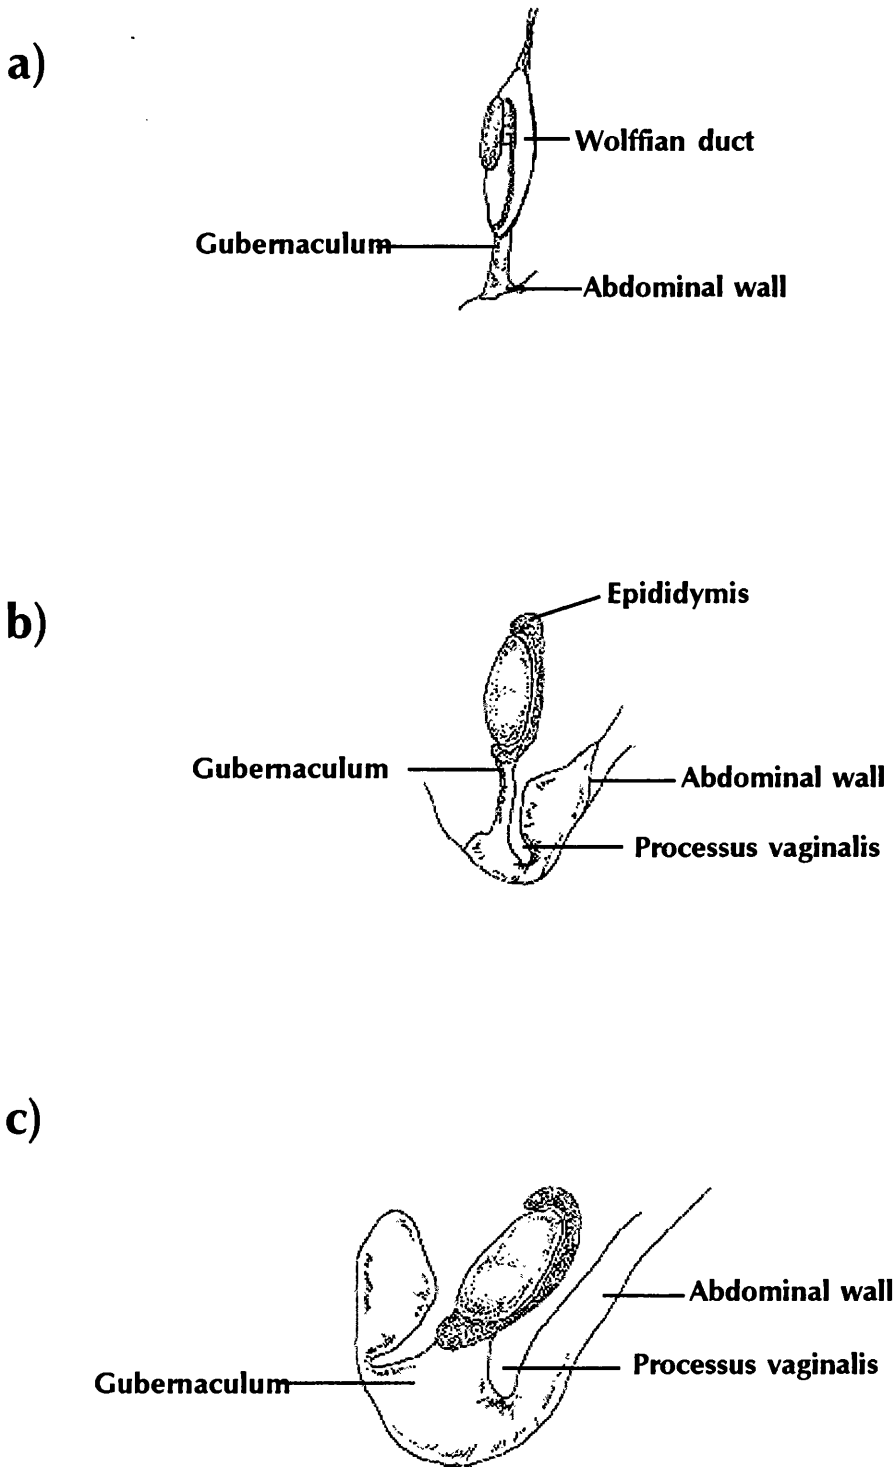 a)
Wolffian duct
Gubernaculum
Abdominal wall
b)
Epididymis
Gubernaculum
Abdominal wall
Processus vaginalis
c)
Abdominal wall
Processus vaginalis
Gubernaculum